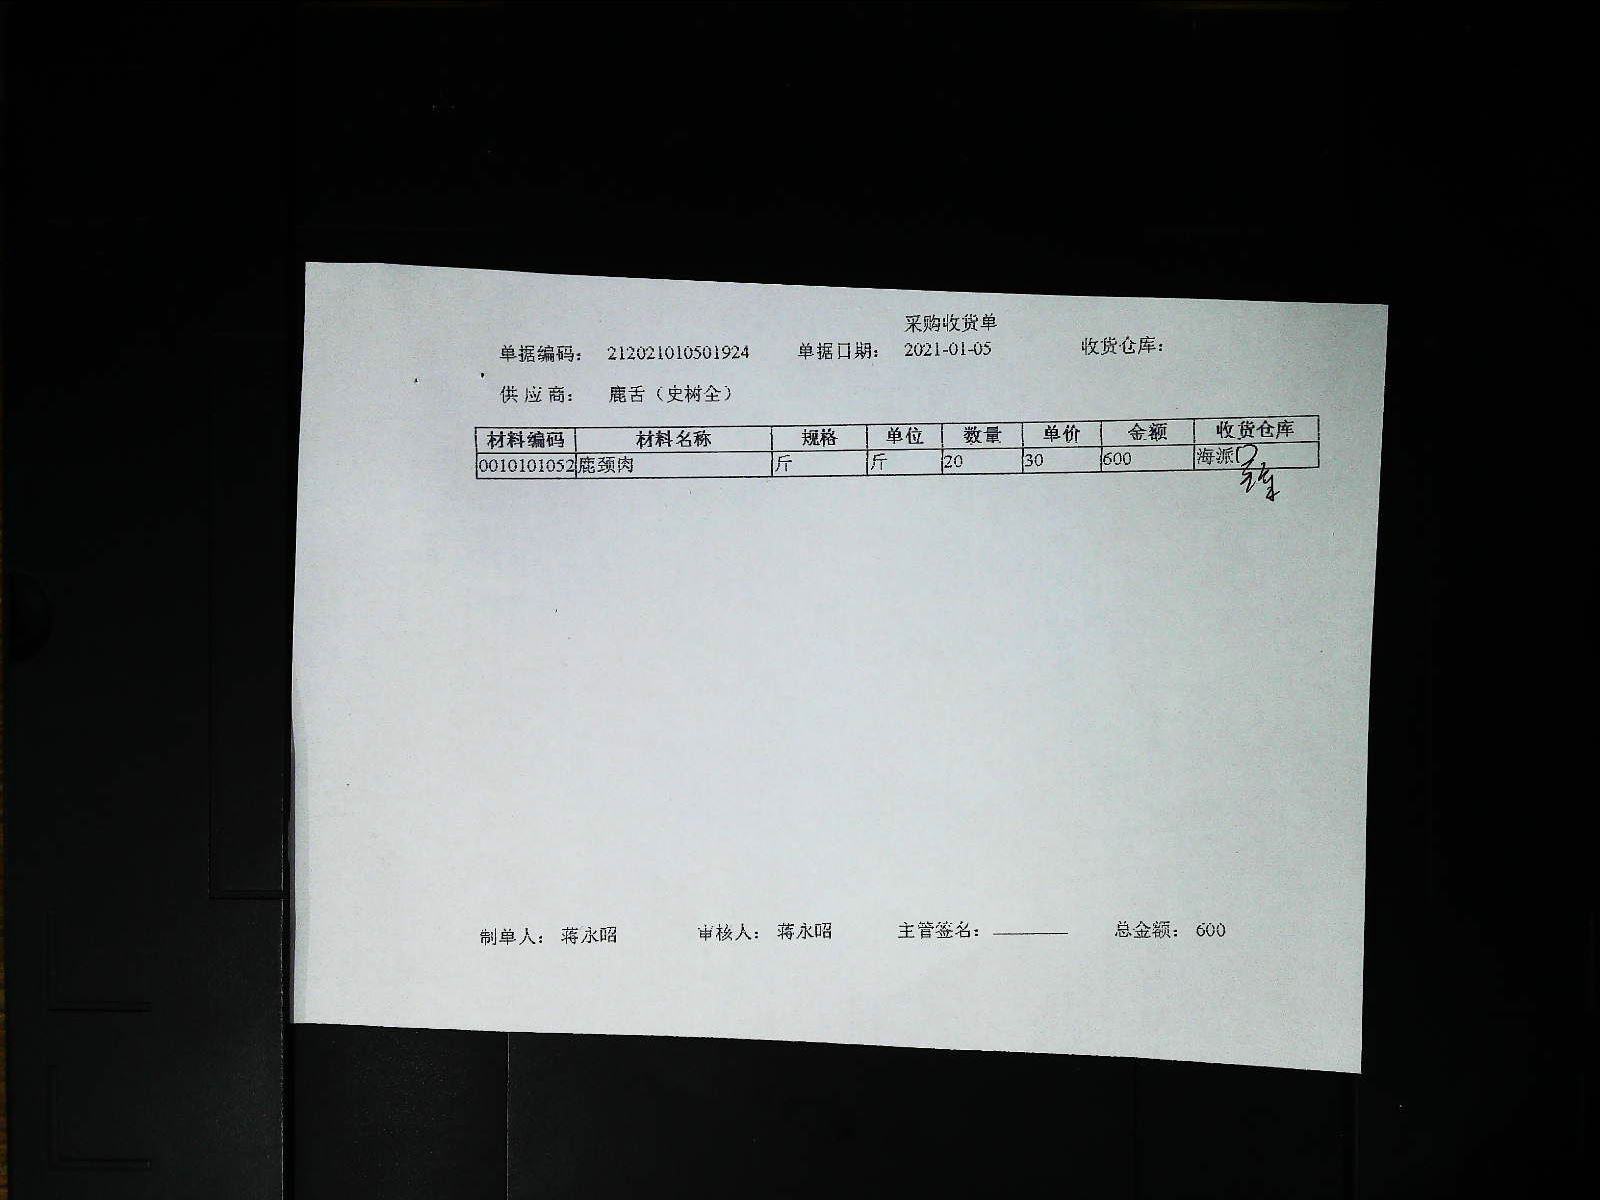 采购收货单
单据编码： 212021010501924 单据日期： 2021-01-05 收货仓库：
供 应 商： 鹿舌（史树全）
材料编码 材料名称 规格 单位 数量 单价 金额 收货仓库
0010101052 鹿颈肉 斤 斤 20 30 600 海派
制单人： 蒋永昭 审核人： 蒋永昭 主管签名： 总金额： 600